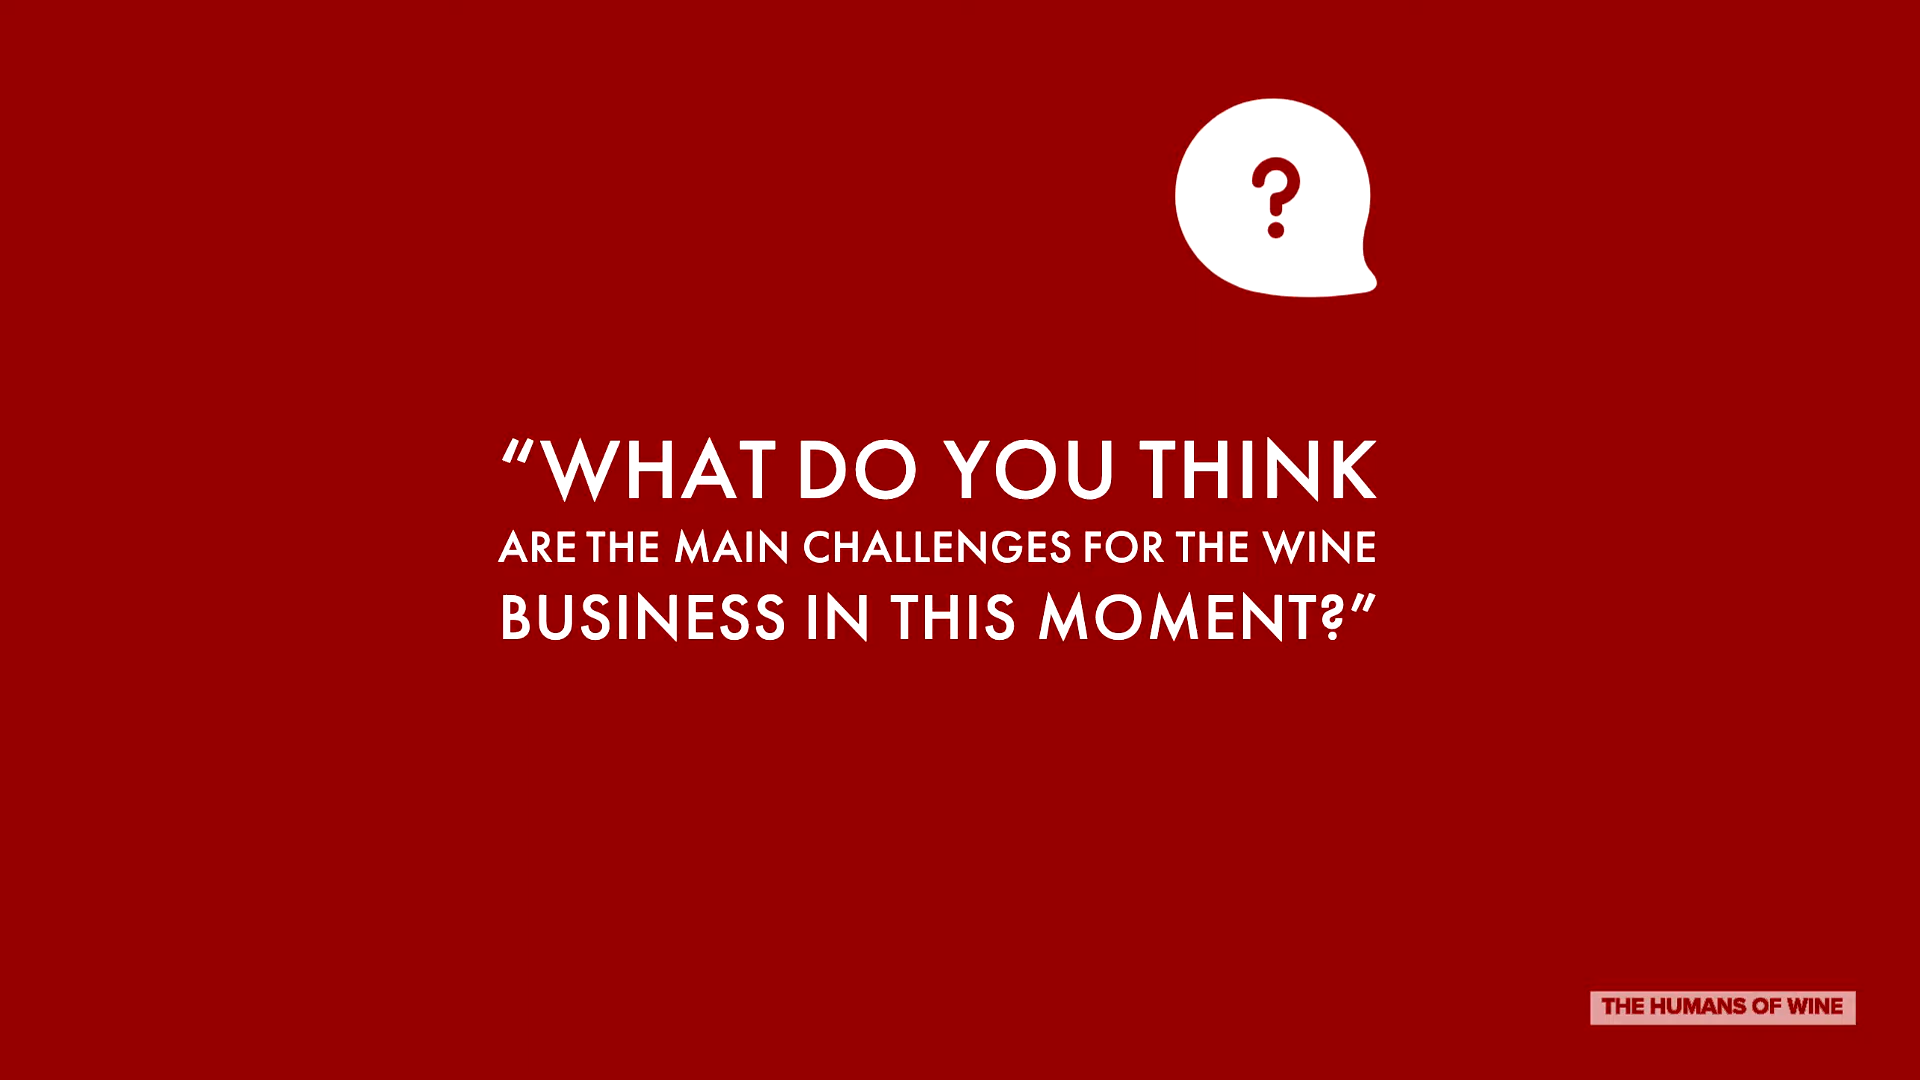 ?
“WHAT DO YOU THINK
ARE THE MAIN CHALLENGES FOR THE WINE
BUSINESS IN THIS MOMENT?”
THE HUMANS OF WINE